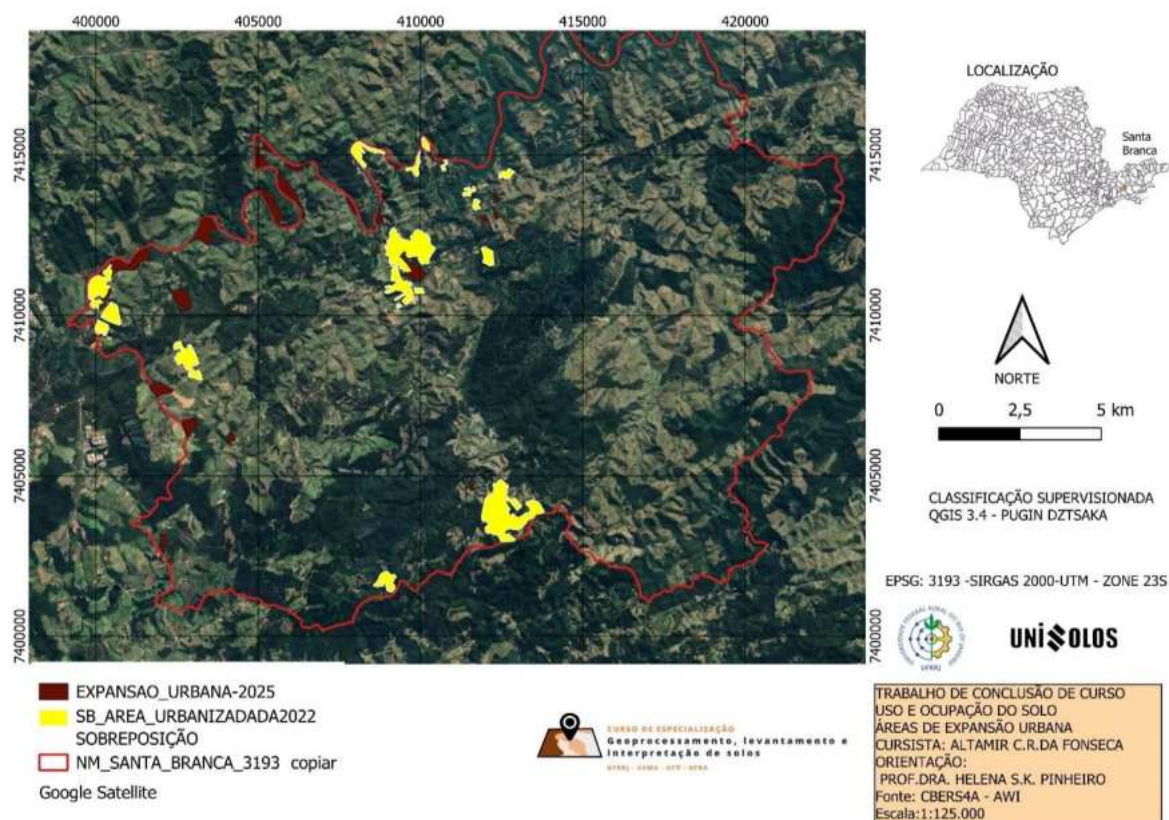 400000
405000
410000
415000
420000
7415000
7410000
7405000
7400000
7415000
7410000
7405000
7400000
LOCALIZAÇÃO
Santa
Branca
NORTE
0
2,5
5 km
CLASSIFICAÇÃO SUPERVISIONADA
QGIS 3.4 - PUGIN DZTSAKA
EPSG: 3193 -SIRGAS 2000-UTM - ZONE 23S
UFRRJ
UNISOLOS
EXPANSAO_URBANA-2025
SB_AREA_URBANIZADADA2022
SOBREPOSIÇÃO
NM_SANTA_BRANCA_3193 copiar
Google Satellite
CURSO DE ESPECIALIZAÇÃO
Geoprocessamento, levantamento e
interpretação de solos
TRABALHO DE CONCLUSÃO DE CURSO
USO E OCUPAÇÃO DO SOLO
ÁREAS DE EXPANSÃO URBANA
CURSISTA: ALTAMIR C.R.DA FONSECA
ORIENTAÇÃO:
PROF.DRA. HELENA S.K. PINHEIRO
Fonte: CBERS4A - AWI
Escala:1:125.000